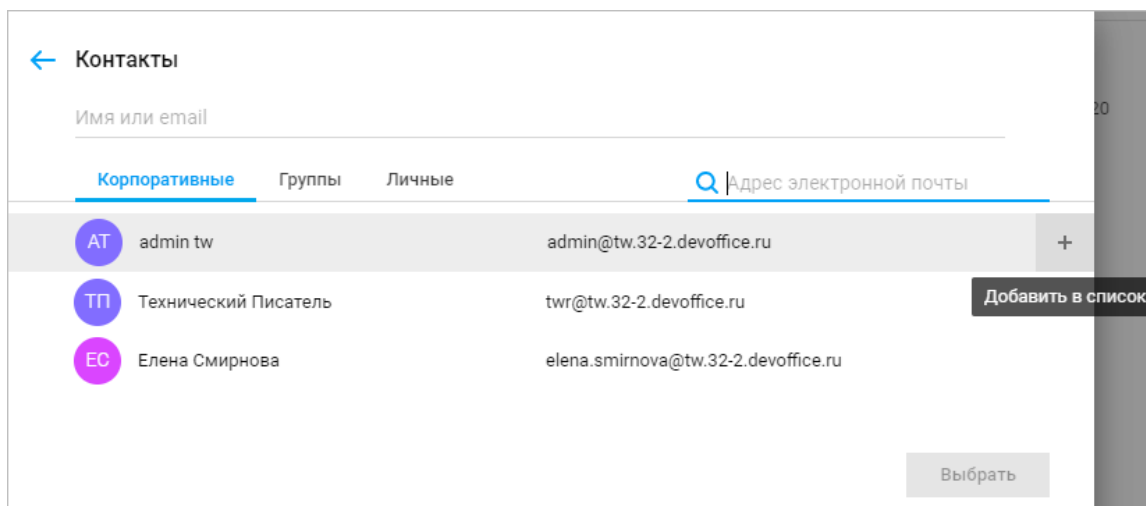 Контакты
Имя или email
20
Корпоративные Группы Личные Адрес электронной почты
АТ admin tw admin@tw.32-2.devoffice.ru +
ТП Технический Писатель twr@tw.32-2.devoffice.ru
Добавить в список
ЕС Елена Смирнова elena.smirnova@tw.32-2.devoffice.ru
Выбрать